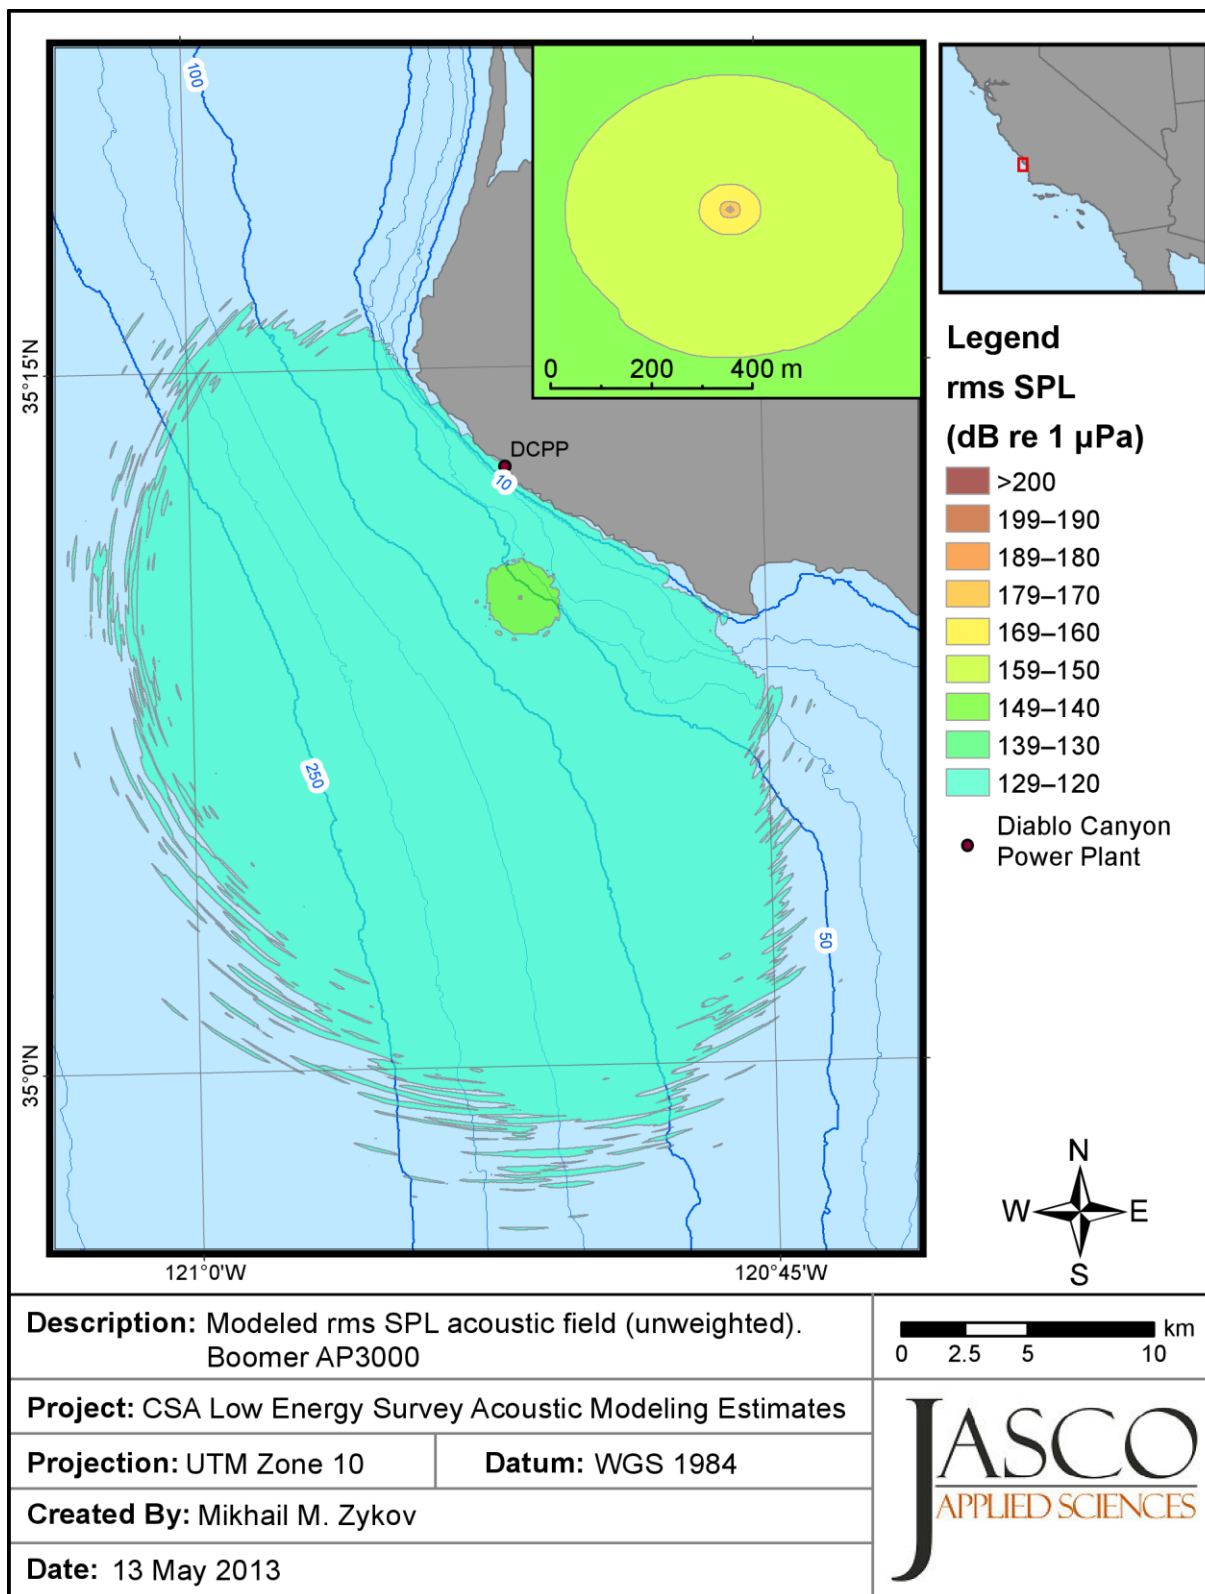 100
0 200 400 m
35°15'N
DCPP
10
250
50
35°0'N
121°0'W
120°45'W
Legend
rms SPL
(dB re 1 µPa)
>200
199–190
189–180
179–170
169–160
159–150
149–140
139–130
129–120
Diablo Canyon
Power Plant
N
W E
S
Description: Modeled rms SPL acoustic field (unweighted).
Boomer AP3000
km
0 2.5 5 10
Project: CSA Low Energy Survey Acoustic Modeling Estimates
Projection: UTM Zone 10
Datum: WGS 1984
Created By: Mikhail M. Zykov
Date: 13 May 2013
JASCO
APPLIED SCIENCES